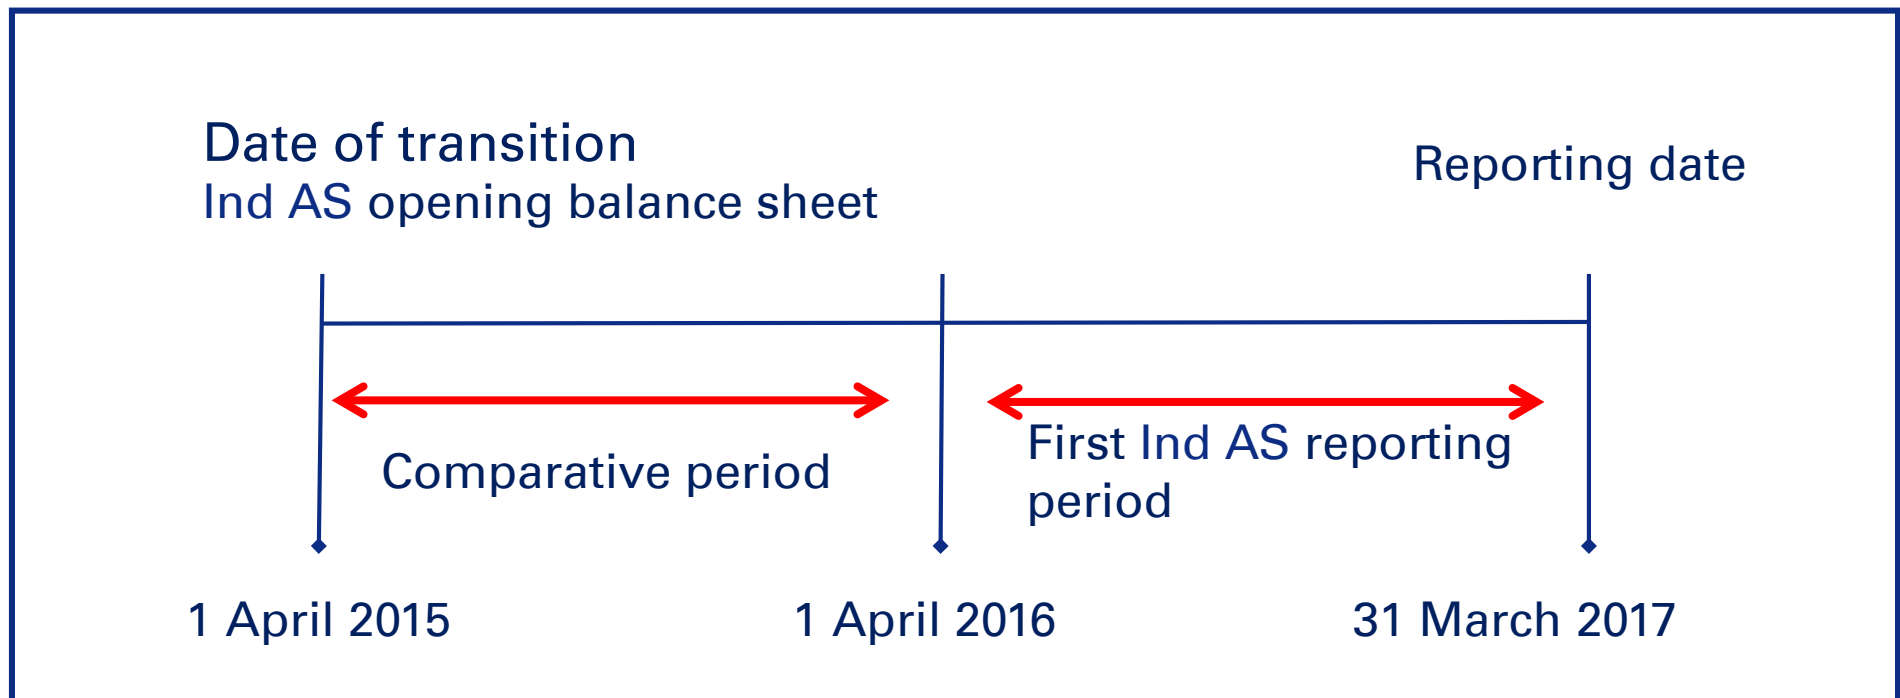 Date of transition
Ind AS opening balance sheet
Reporting date
Comparative period
First Ind AS reporting
period
1 April 2015
1 April 2016
31 March 2017